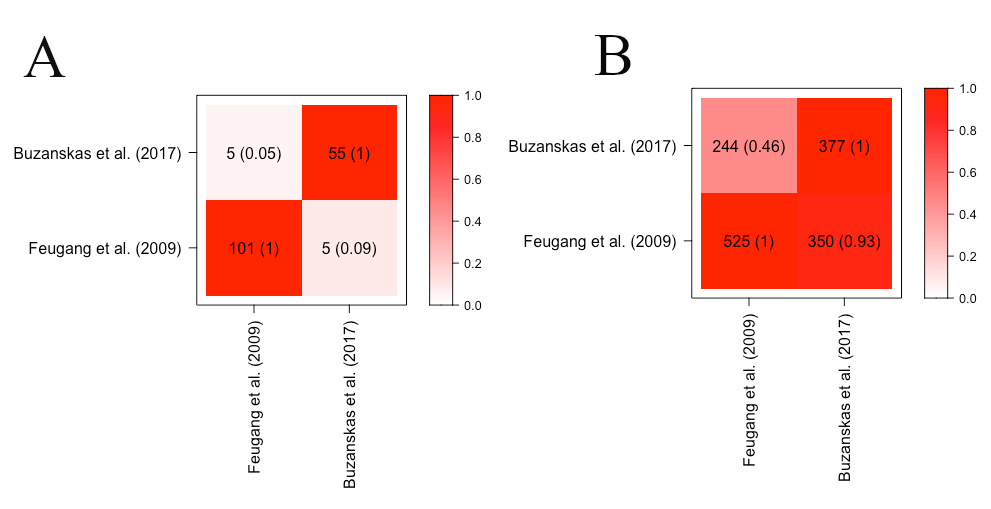 A
Buzanskas et al. (2017)
5 (0.05)
55 (1)
Feugang et al. (2009)
101 (1)
5 (0.09)
Feugang et al. (2009)
Buzanskas et al. (2017)
1.0
0.8
0.6
0.4
0.2
0.0
B
Buzanskas et al. (2017)
244 (0.46)
377 (1)
Feugang et al. (2009)
525 (1)
350 (0.93)
Feugang et al. (2009)
Buzanskas et al. (2017)
1.0
0.8
0.6
0.4
0.2
0.0